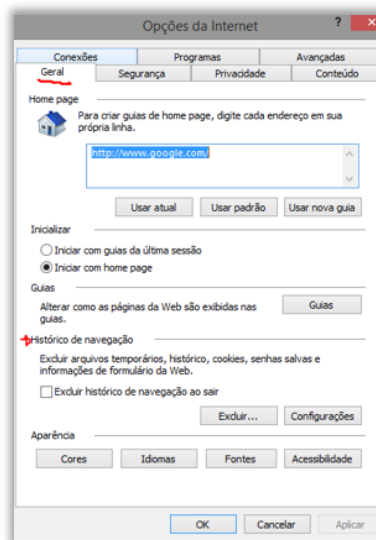 Opções da Internet
? X
Conexões Programas Avançadas
Geral Segurança Privacidade Conteúdo
Home page
Para criar guias de home page, digite cada endereço em sua
própria linha.
http://www.google.com/
Usar atual Usar padrão Usar nova guia
Inicializar
Iniciar com guias da última sessão
Iniciar com home page
Guias
Alterar como as páginas da Web são exibidas nas
guias.
Guias
Histórico de navegação
Excluir arquivos temporários, histórico, cookies, senhas salvas e
informações de formulário da Web.
Excluir histórico de navegação ao sair
Excluir... Configurações
Aparência
Cores Idiomas Fontes Acessibilidade
OK Cancelar Aplicar